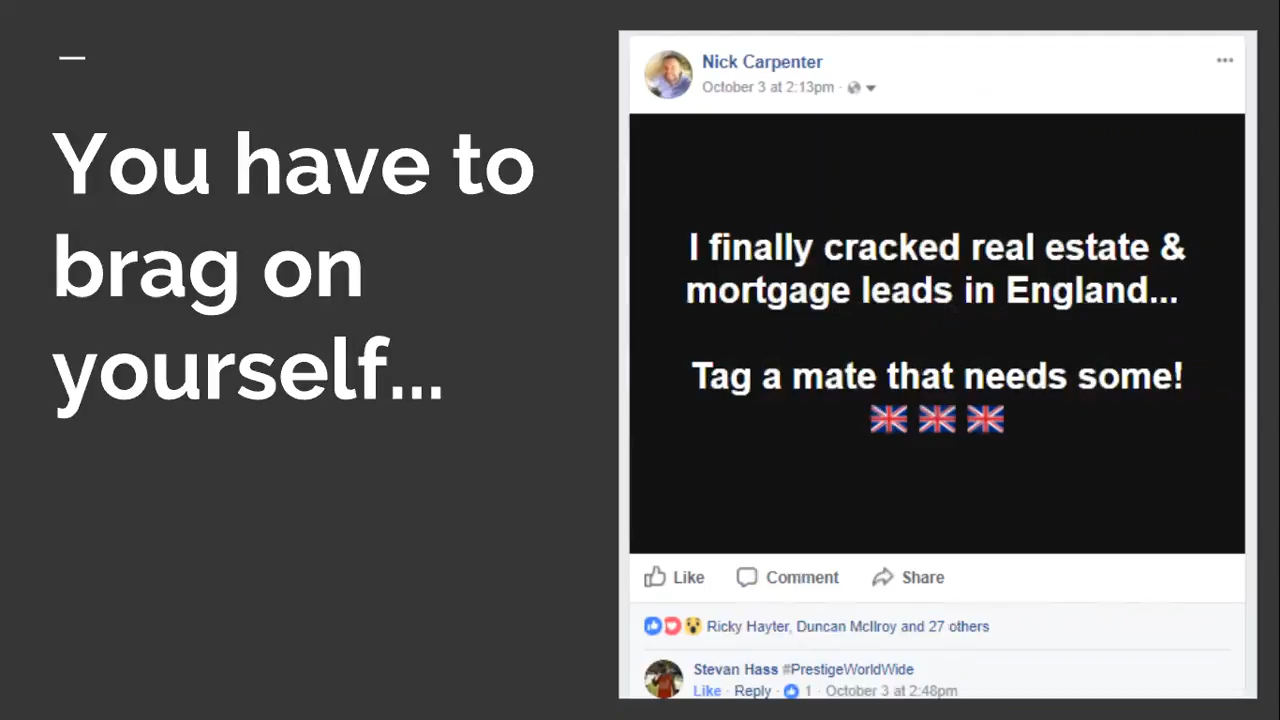 You have to
brag on
yourself...
Nick Carpenter
October 3 at 2:13pm ·
I finally cracked real estate &
mortgage leads in England...
Tag a mate that needs some!
Like Comment Share
Ricky Hayter, Duncan McIlroy and 27 others
Stevan Hass #PrestigeWorldWide
Like · Reply · 1 · October 3 at 2:48pm